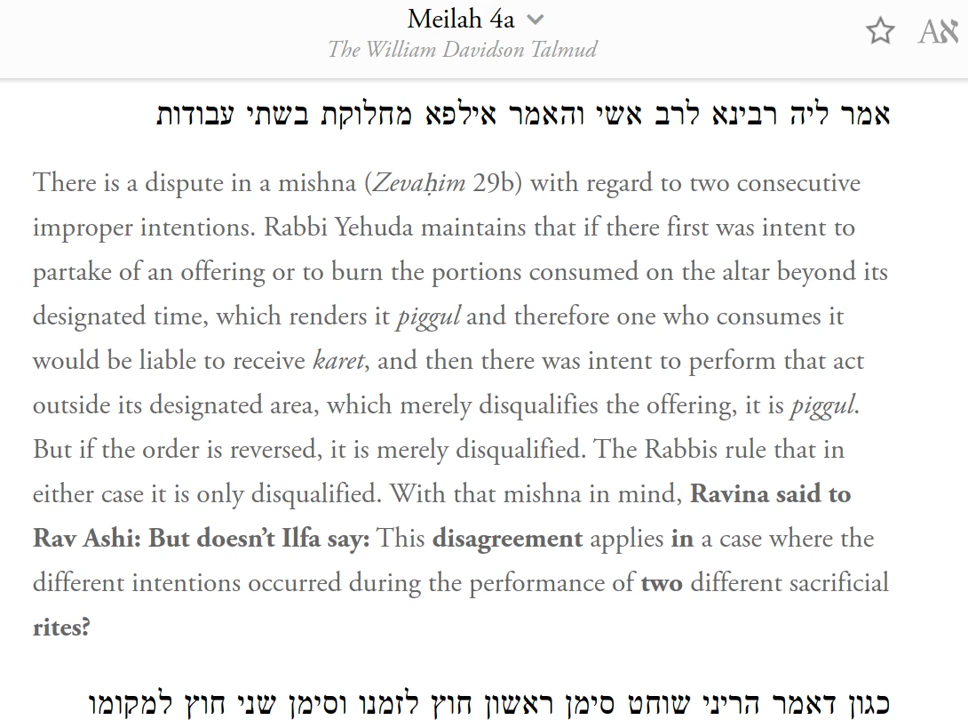 Meilah 4a
The William Davidson Talmud
Aא
אמר ליה רבינא לרב אשי והאמר אילפא מחלוקת בשתי עבודות
There is a dispute in a mishna (Zevaḥim 29b) with regard to two consecutive
improper intentions. Rabbi Yehuda maintains that if there first was intent to
partake of an offering or to burn the portions consumed on the altar beyond its
designated time, which renders it piggul and therefore one who consumes it
would be liable to receive karet, and then there was intent to perform that act
outside its designated area, which merely disqualifies the offering, it is piggul.
But if the order is reversed, it is merely disqualified. The Rabbis rule that in
either case it is only disqualified. With that mishna in mind, Ravina said to
Rav Ashi: But doesn’t Ilfa say: This disagreement applies in a case where the
different intentions occurred during the performance of two different sacrificial
rites?
כגון דאמר הריני שוחט סימן ראשון חוץ לזמנו וסימן שני חוץ למקומו